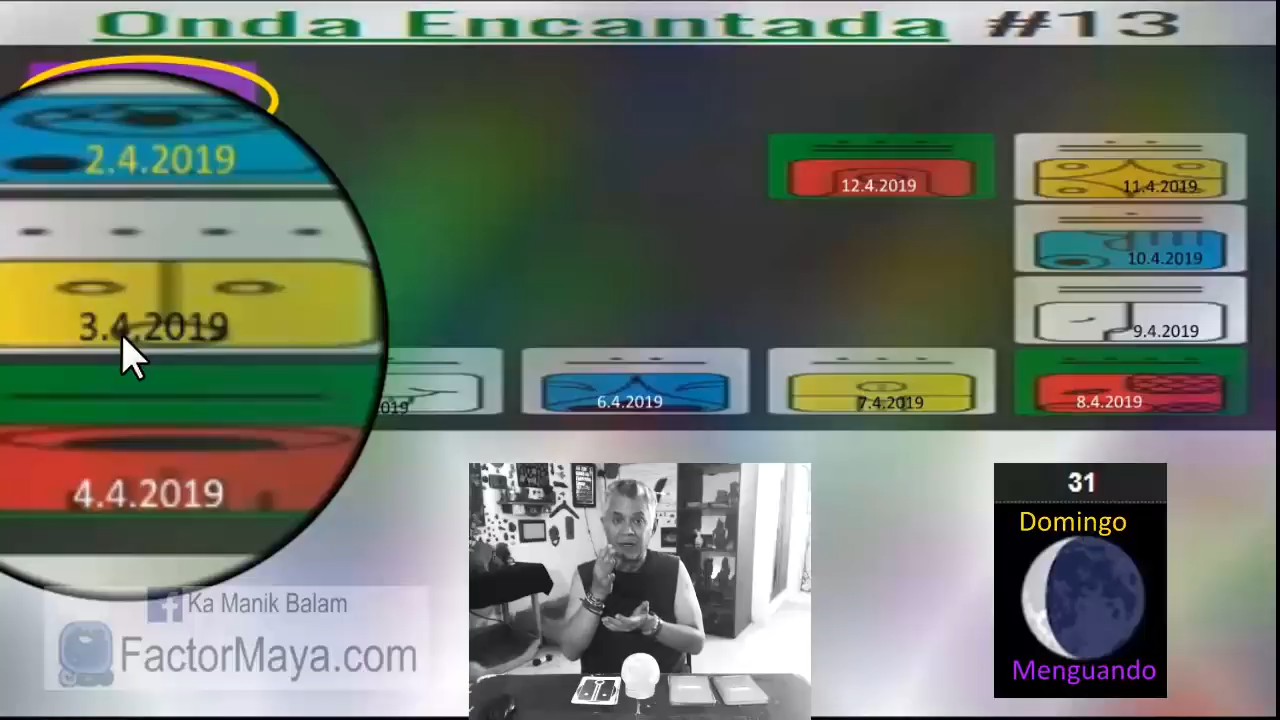 Onda Encantada #13
2.4.2019
12.4.2019
11.4.2019
10.4.2019
3.4.2019
9.4.2019
019
6.4.2019
7.4.2019
8.4.2019
4.4.2019
31
Domingo
Menguando
Ka Manik Balam
FactorMaya.com